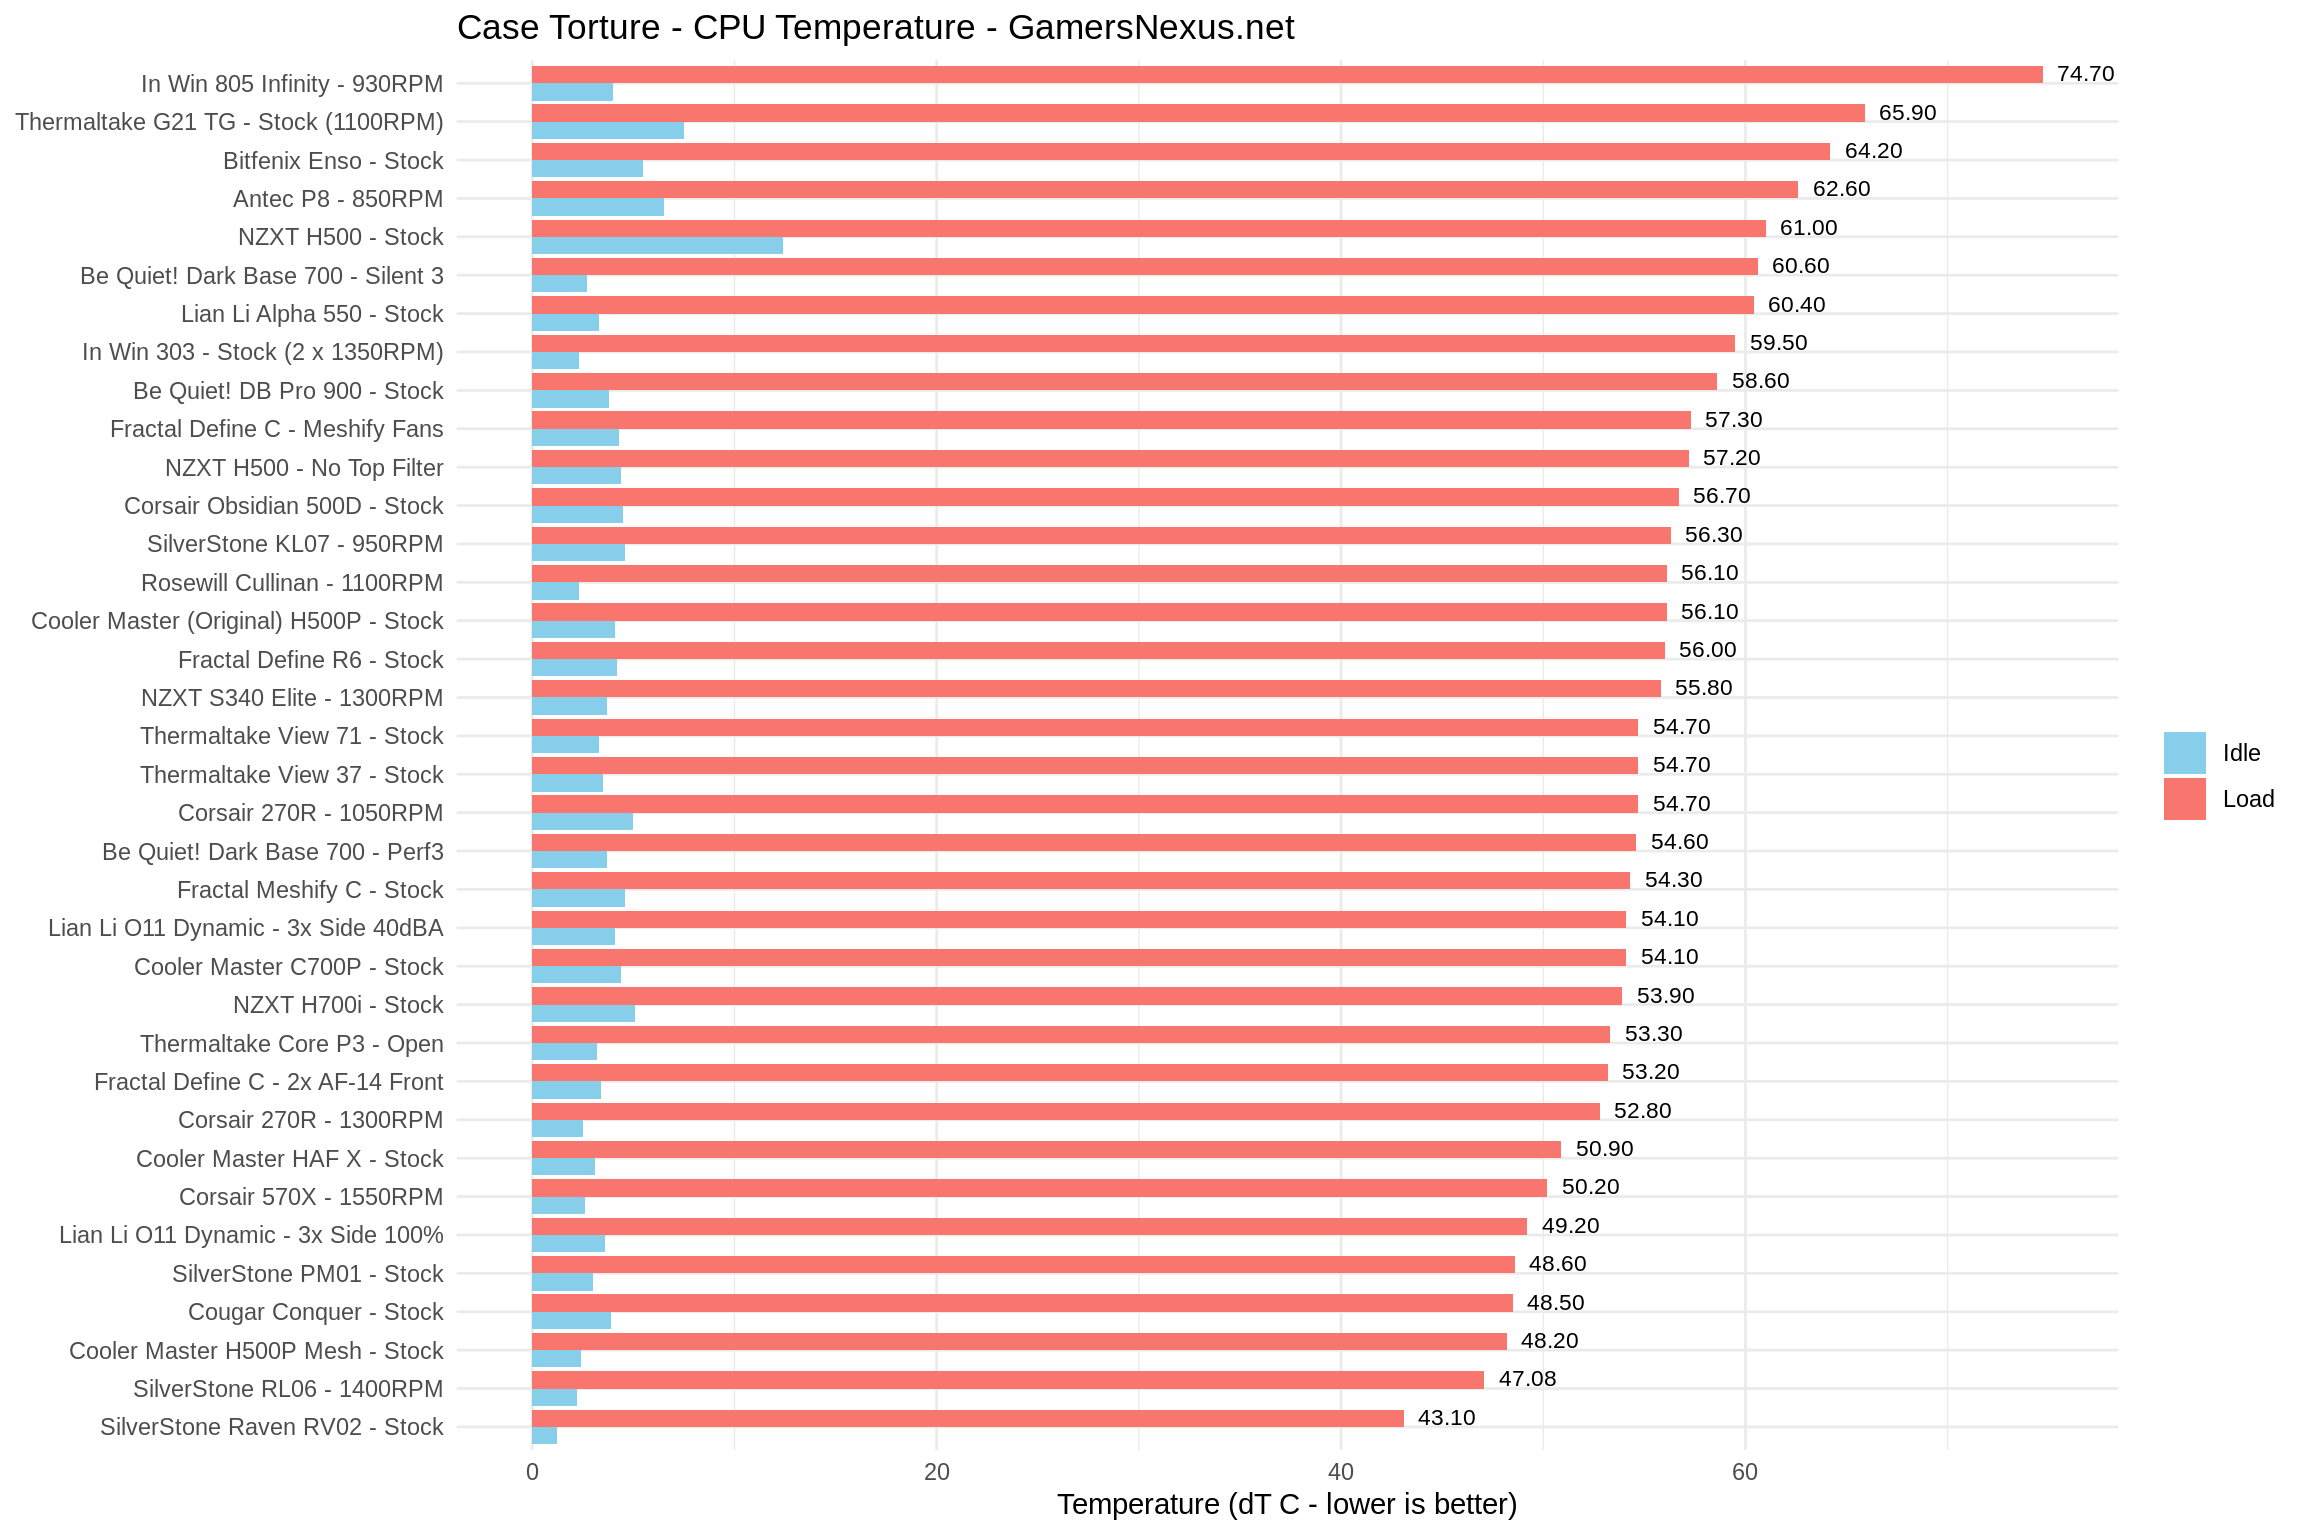 Case Torture - CPU Temperature - GamersNexus.net
In Win 805 Infinity - 930RPM 74.70
Thermaltake G21 TG - Stock (1100RPM) 65.90
Bitfenix Enso - Stock 64.20
Antec P8 - 850RPM 62.60
NZXT H500 - Stock 61.00
Be Quiet! Dark Base 700 - Silent 3 60.60
Lian Li Alpha 550 - Stock 60.40
In Win 303 - Stock (2 x 1350RPM) 59.50
Be Quiet! DB Pro 900 - Stock 58.60
Fractal Define C - Meshify Fans 57.30
NZXT H500 - No Top Filter 57.20
Corsair Obsidian 500D - Stock 56.70
SilverStone KL07 - 950RPM 56.30
Rosewill Cullinan - 1100RPM 56.10
Cooler Master (Original) H500P - Stock 56.10
Fractal Define R6 - Stock 56.00
NZXT S340 Elite - 1300RPM 55.80
Thermaltake View 71 - Stock 54.70
Thermaltake View 37 - Stock 54.70
Corsair 270R - 1050RPM 54.70
Be Quiet! Dark Base 700 - Perf3 54.60
Fractal Meshify C - Stock 54.30
Lian Li O11 Dynamic - 3x Side 40dBA 54.10
Cooler Master C700P - Stock 54.10
NZXT H700i - Stock 53.90
Thermaltake Core P3 - Open 53.30
Fractal Define C - 2x AF-14 Front 53.20
Corsair 270R - 1300RPM 52.80
Cooler Master HAF X - Stock 50.90
Corsair 570X - 1550RPM 50.20
Lian Li O11 Dynamic - 3x Side 100% 49.20
SilverStone PM01 - Stock 48.60
Cougar Conquer - Stock 48.50
Cooler Master H500P Mesh - Stock 48.20
SilverStone RL06 - 1400RPM 47.08
SilverStone Raven RV02 - Stock 43.10
0 20 40 60
Temperature (dT C - lower is better)
Idle
Load